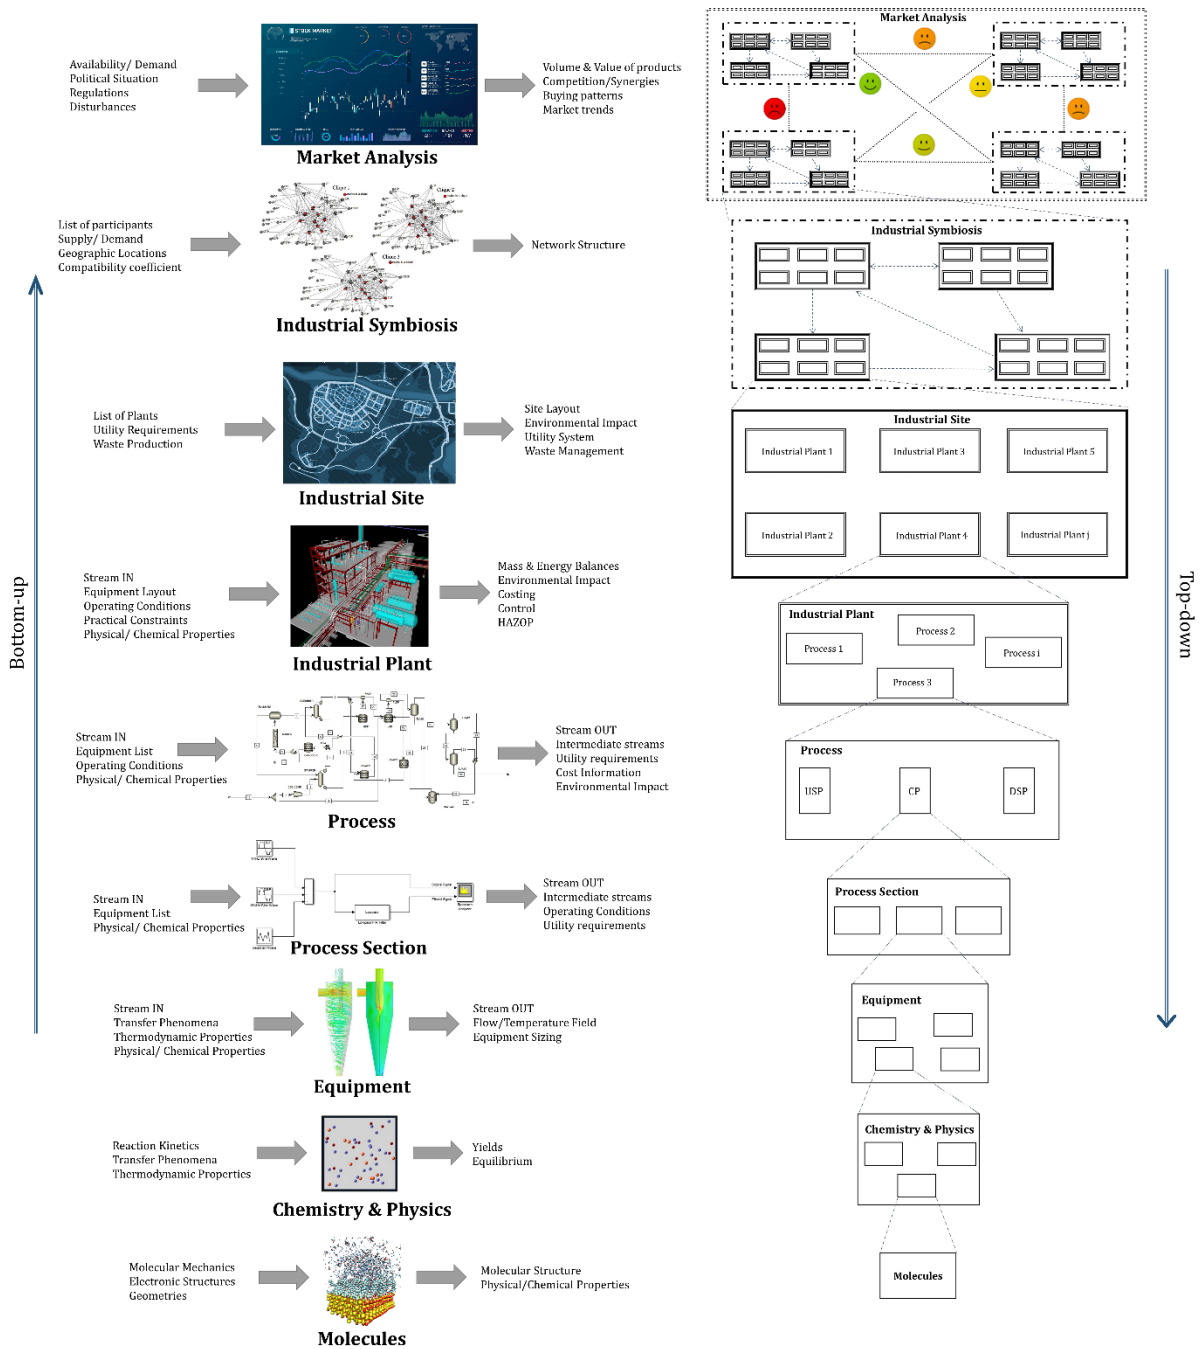 STOCK MARKET
Availability/ Demand
Political Situation
Regulations
Disturbances
Volume & Value of products
Competition/Synergies
Buying patterns
Market trends
Market Analysis
Clique 1
Clique 2
Clique 3
List of participants
Supply/ Demand
Geographic Locations
Compatibility coefficient
Network Structure
Industrial Symbiosis
List of Plants
Utility Requirements
Waste Production
Site Layout
Environmental Impact
Utility System
Waste Management
Industrial Site
Stream IN
Equipment Layout
Operating Conditions
Practical Constraints
Physical/ Chemical Properties
Mass & Energy Balances
Environmental Impact
Costing
Control
HAZOP
Industrial Plant
Stream IN
Equipment List
Operating Conditions
Physical/ Chemical Properties
Stream OUT
Intermediate streams
Utility requirements
Cost Information
Environmental Impact
Process
Stream IN
Equipment List
Physical/ Chemical Properties
Stream OUT
Intermediate streams
Operating Conditions
Utility requirements
Process Section
Stream IN
Transfer Phenomena
Thermodynamic Properties
Physical/ Chemical Properties
Stream OUT
Flow/Temperature Field
Equipment Sizing
Equipment
Reaction Kinetics
Transfer Phenomena
Thermodynamic Properties
Yields
Equilibrium
Chemistry & Physics
Molecular Mechanics
Electronic Structures
Geometries
Molecular Structure
Physical/Chemical Properties
Molecules
Bottom-up
Market Analysis
Industrial Symbiosis
Industrial Site
Industrial Plant 1
Industrial Plant 3
Industrial Plant 5
Industrial Plant 2
Industrial Plant 4
Industrial Plant j
Industrial Plant
Process 1
Process 2
Process i
Process 3
Process
USP
CP
DSP
Process Section
Equipment
Chemistry & Physics
Molecules
Top-down